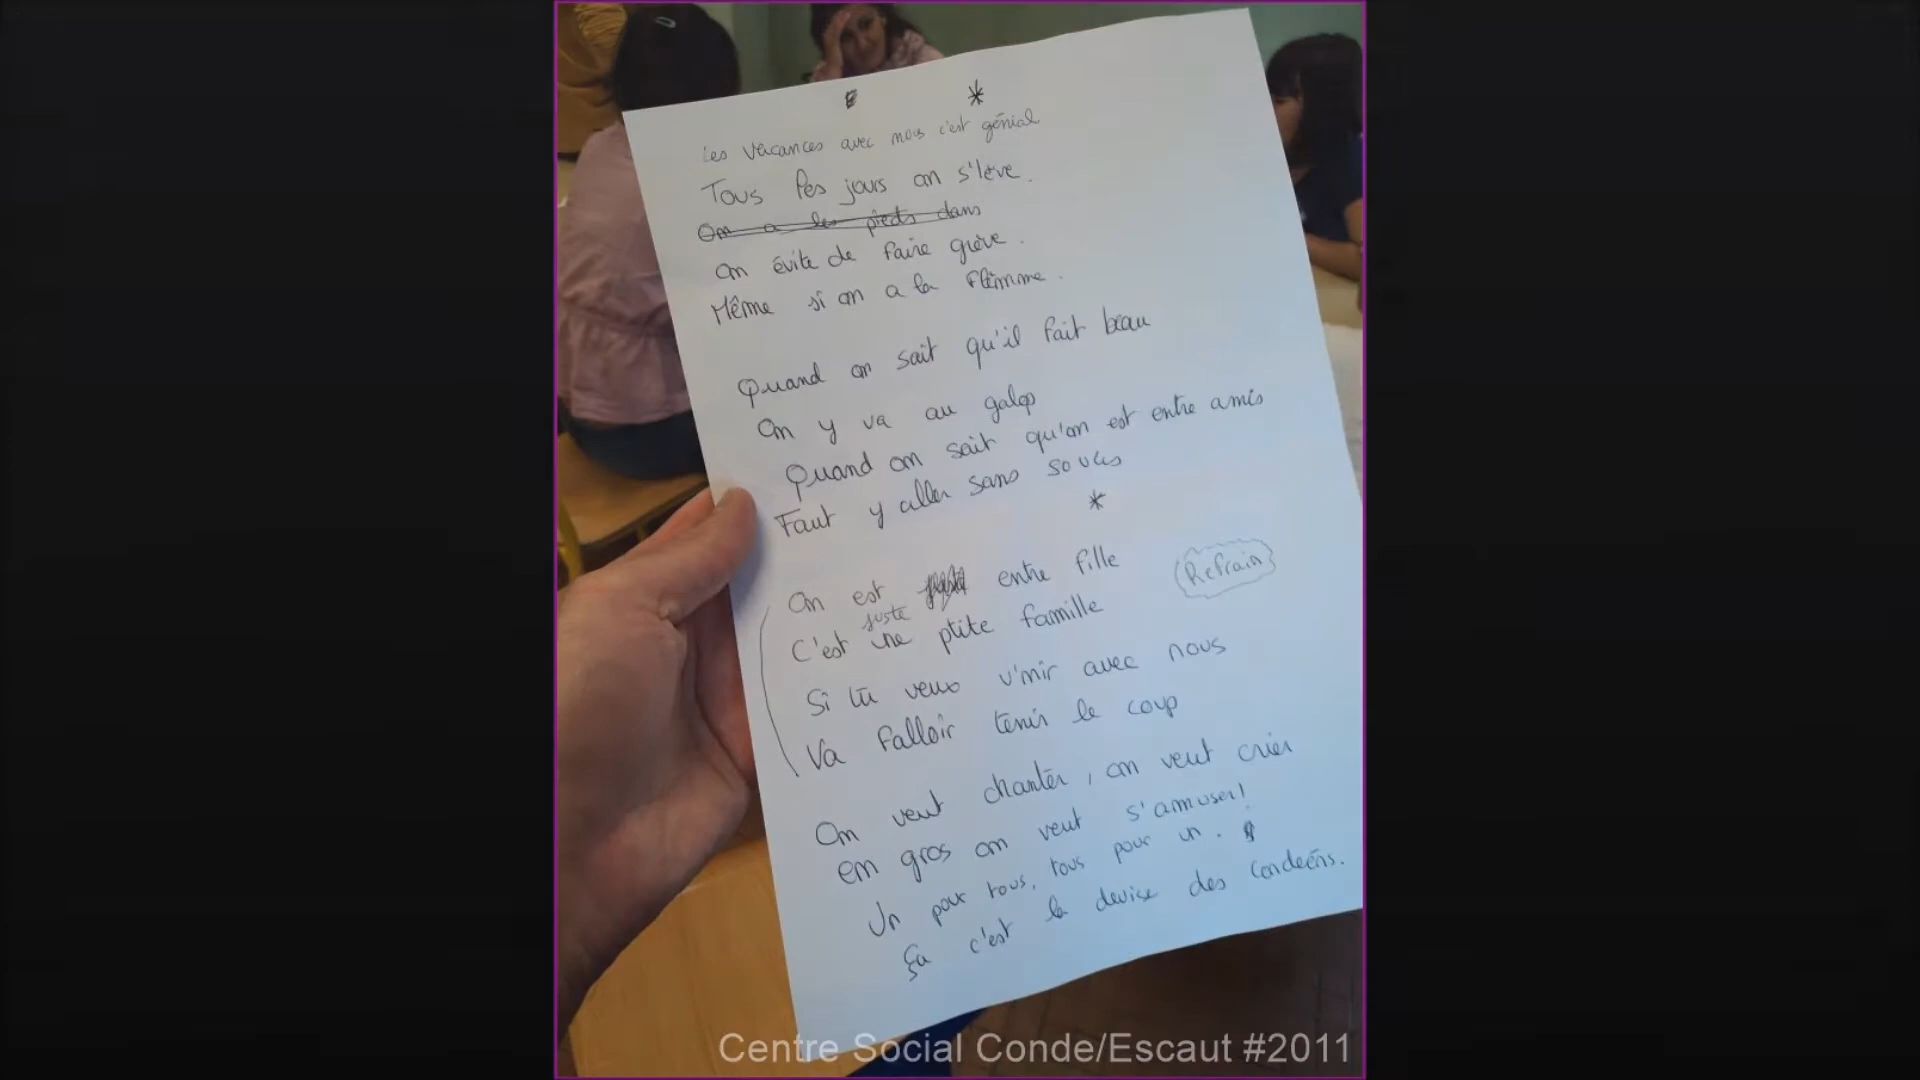 *
Les vacances avec nous c'est génial
Tous les jours on s'lève.
On a les pieds dans
On évite de faire grève.
Même si on a la flemme.
Quand on sait qu'il fait beau
On y va au galop
Quand on sait qu'on est entre amis
Faut y aller sans soucis
*
On est entre fille
Refrain
juste
C'est une ptite famille
Si tu veux v'nir avec nous
Va falloir tenir le coup
On veut chanter, on veut crier
en gros on veut s'amuser!
Un pour tous, tous pour un.
Ça c'est la devise des Condéens.
Centre Social Conde/Escaut #2011